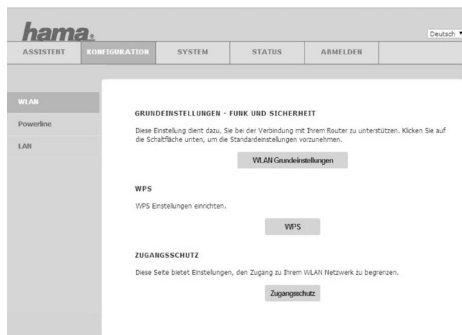 hama.
Deutsch
ASSISTENT KONFIGURATION SYSTEM STATUS ABMELDEN
WLAN
Powerline
LAN
GRUNDEINSTELLUNGEN - FUNK UND SICHERHEIT
Diese Einstellung dient dazu, Sie bei der Verbindung mit Ihrem Router zu unterstützen. Klicken Sie auf
die Schaltfläche unten, um die Standardeinstellungen vorzunehmen.
WLAN Grundeinstellungen
WPS
WPS Einstellungen einrichten.
WPS
ZUGANGSSCHUTZ
Diese Seite bietet Einstellungen, den Zugang zu Ihrem WLAN Netzwerk zu begrenzen.
Zugangsschutz